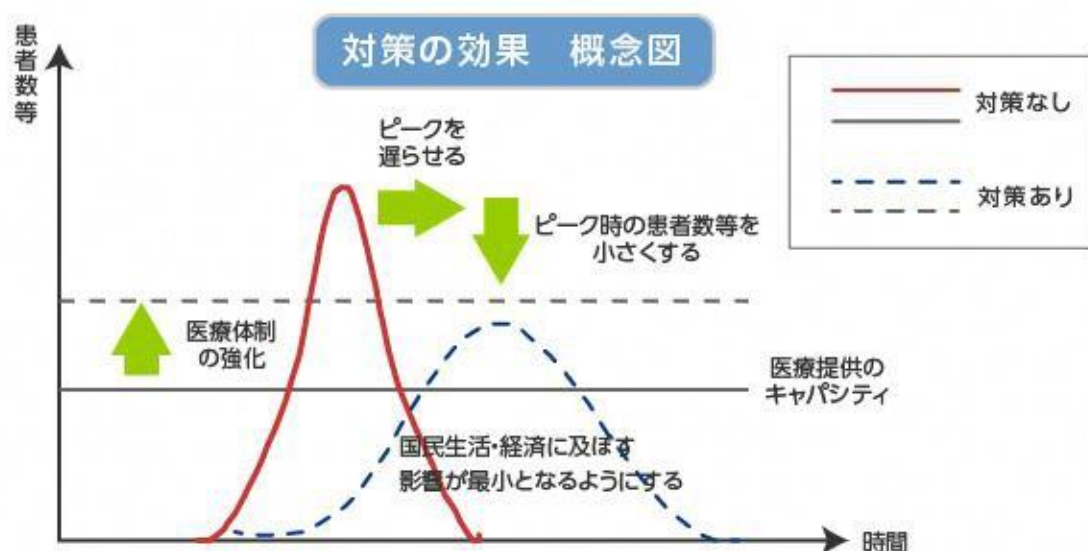 対策の効果　概念図
患者数等
対策なし
対策あり
ピークを
遅らせる
ピーク時の患者数等を
小さくする
医療体制
の強化
医療提供の
キャパシティ
国民生活・経済に及ぼす
影響が最小となるようにする
時間